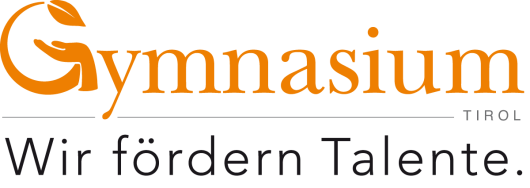 Gymnasium
TIROL
Wir fördern Talente.